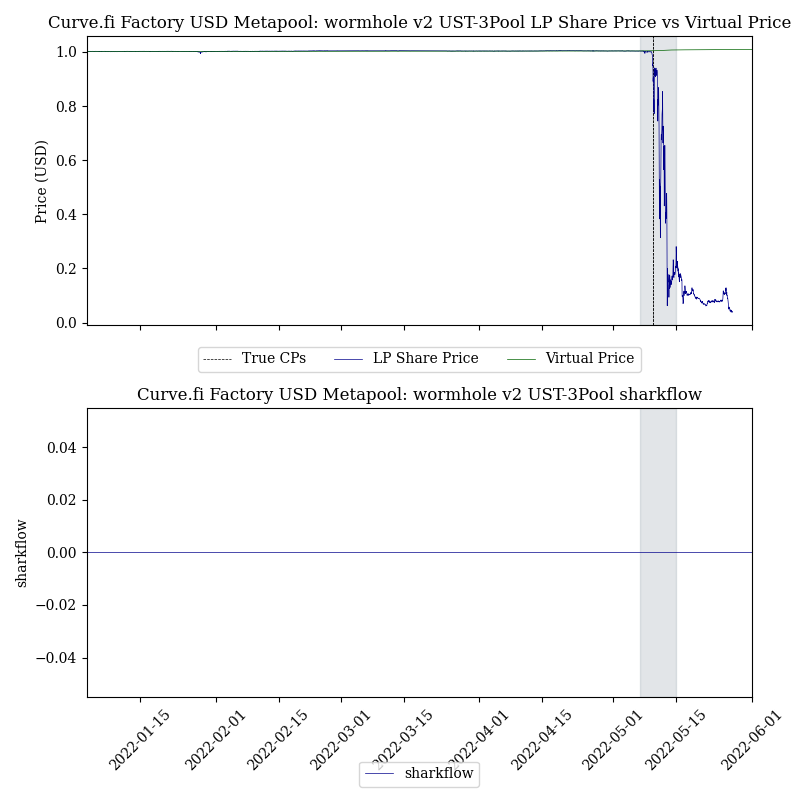 Curve.fi Factory USD Metapool: wormhole v2 UST-3Pool LP Share Price vs Virtual Price
Price (USD)
1.0
0.8
0.6
0.4
0.2
0.0
True CPs LP Share Price Virtual Price
Curve.fi Factory USD Metapool: wormhole v2 UST-3Pool sharkflow
sharkflow
0.04
0.02
0.00
−0.02
−0.04
2022-01-15 2022-02-01 2022-02-15 2022-03-01 2022-03-15 2022-04-01 2022-04-15 2022-05-01 2022-05-15 2022-06-01
sharkflow